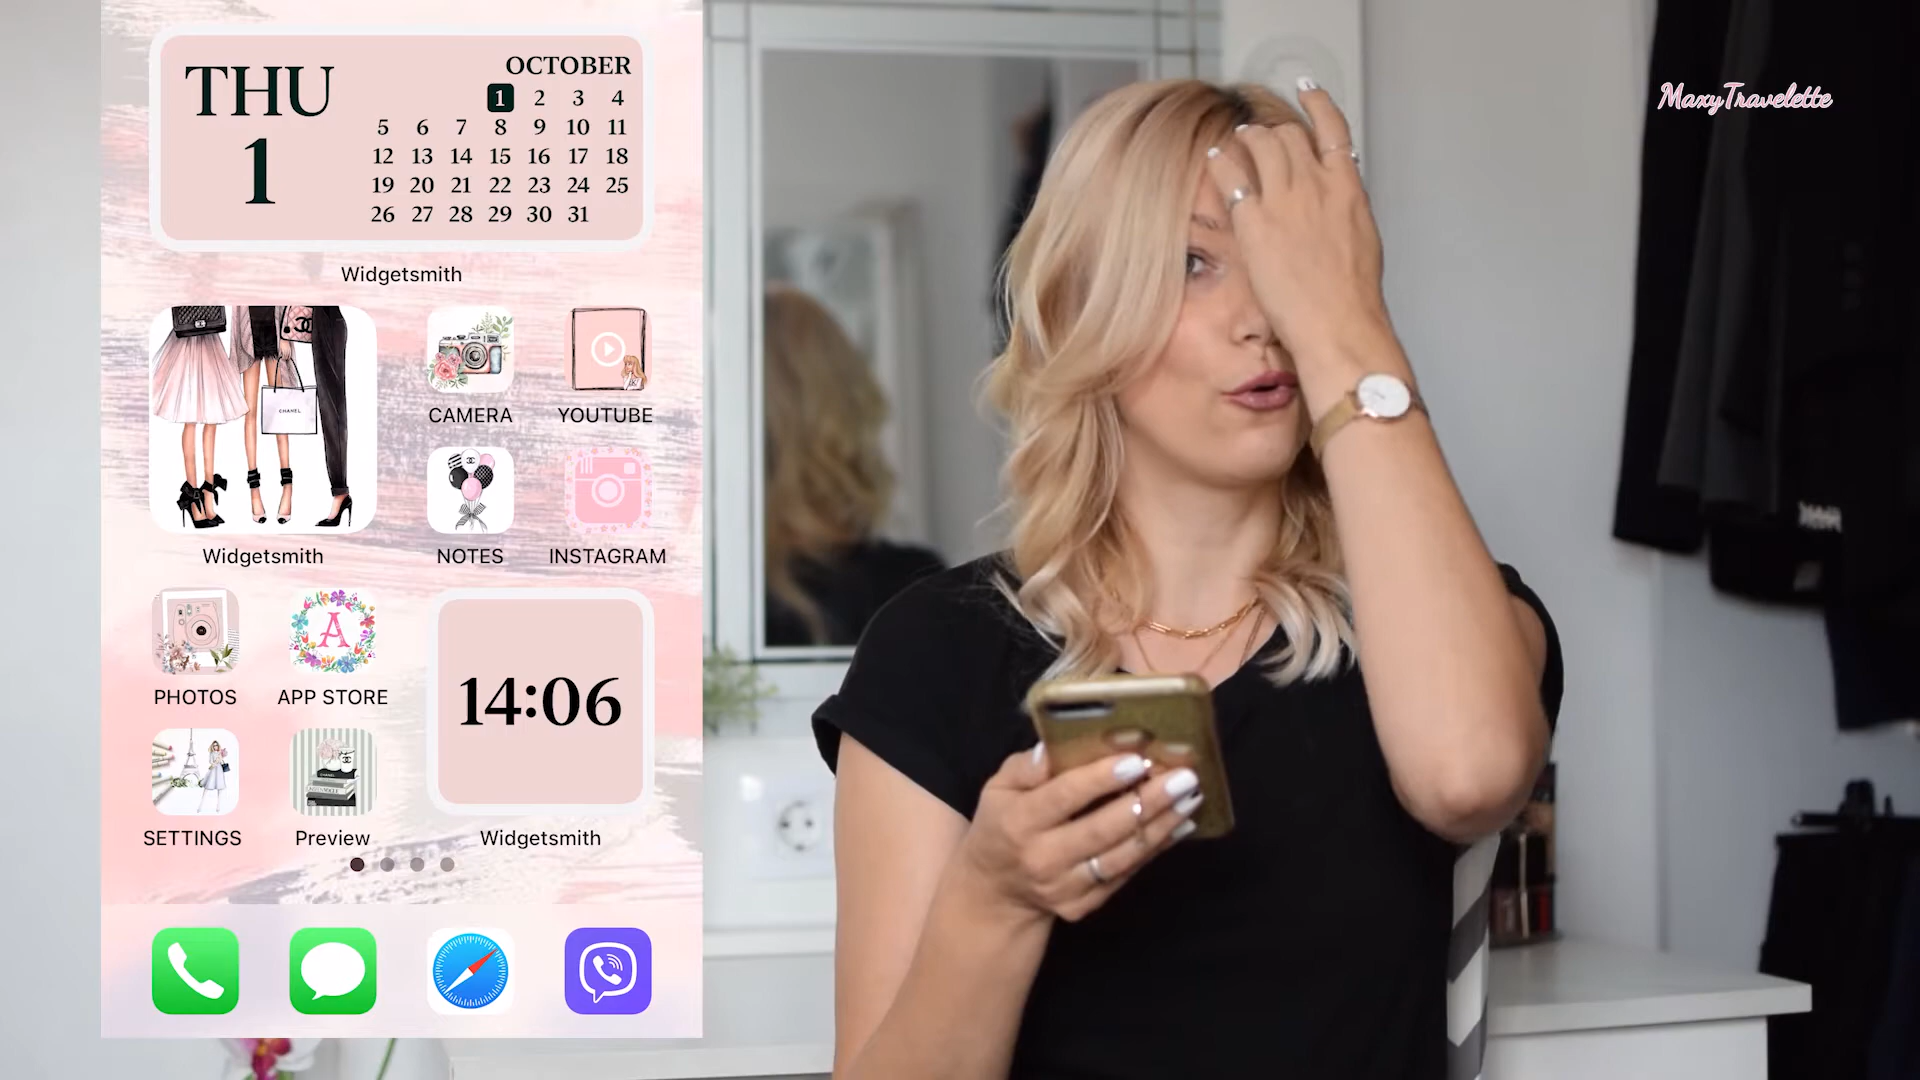 THU
1
OCTOBER
1 2 3 4
5 6 7 8 9 10 11
12 13 14 15 16 17 18
19 20 21 22 23 24 25
26 27 28 29 30 31
Widgetsmith
CHANEL
CAMERA
YOUTUBE
Widgetsmith
NOTES
INSTAGRAM
A
PHOTOS
APP STORE
14:06
SETTINGS
Preview
Widgetsmith
MaxyTravelette